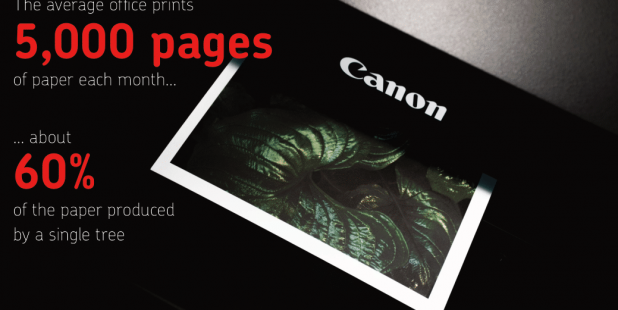 The average office prints
5,000 pages
of paper each month...
... about
60%
of the paper produced
by a single tree
Canon